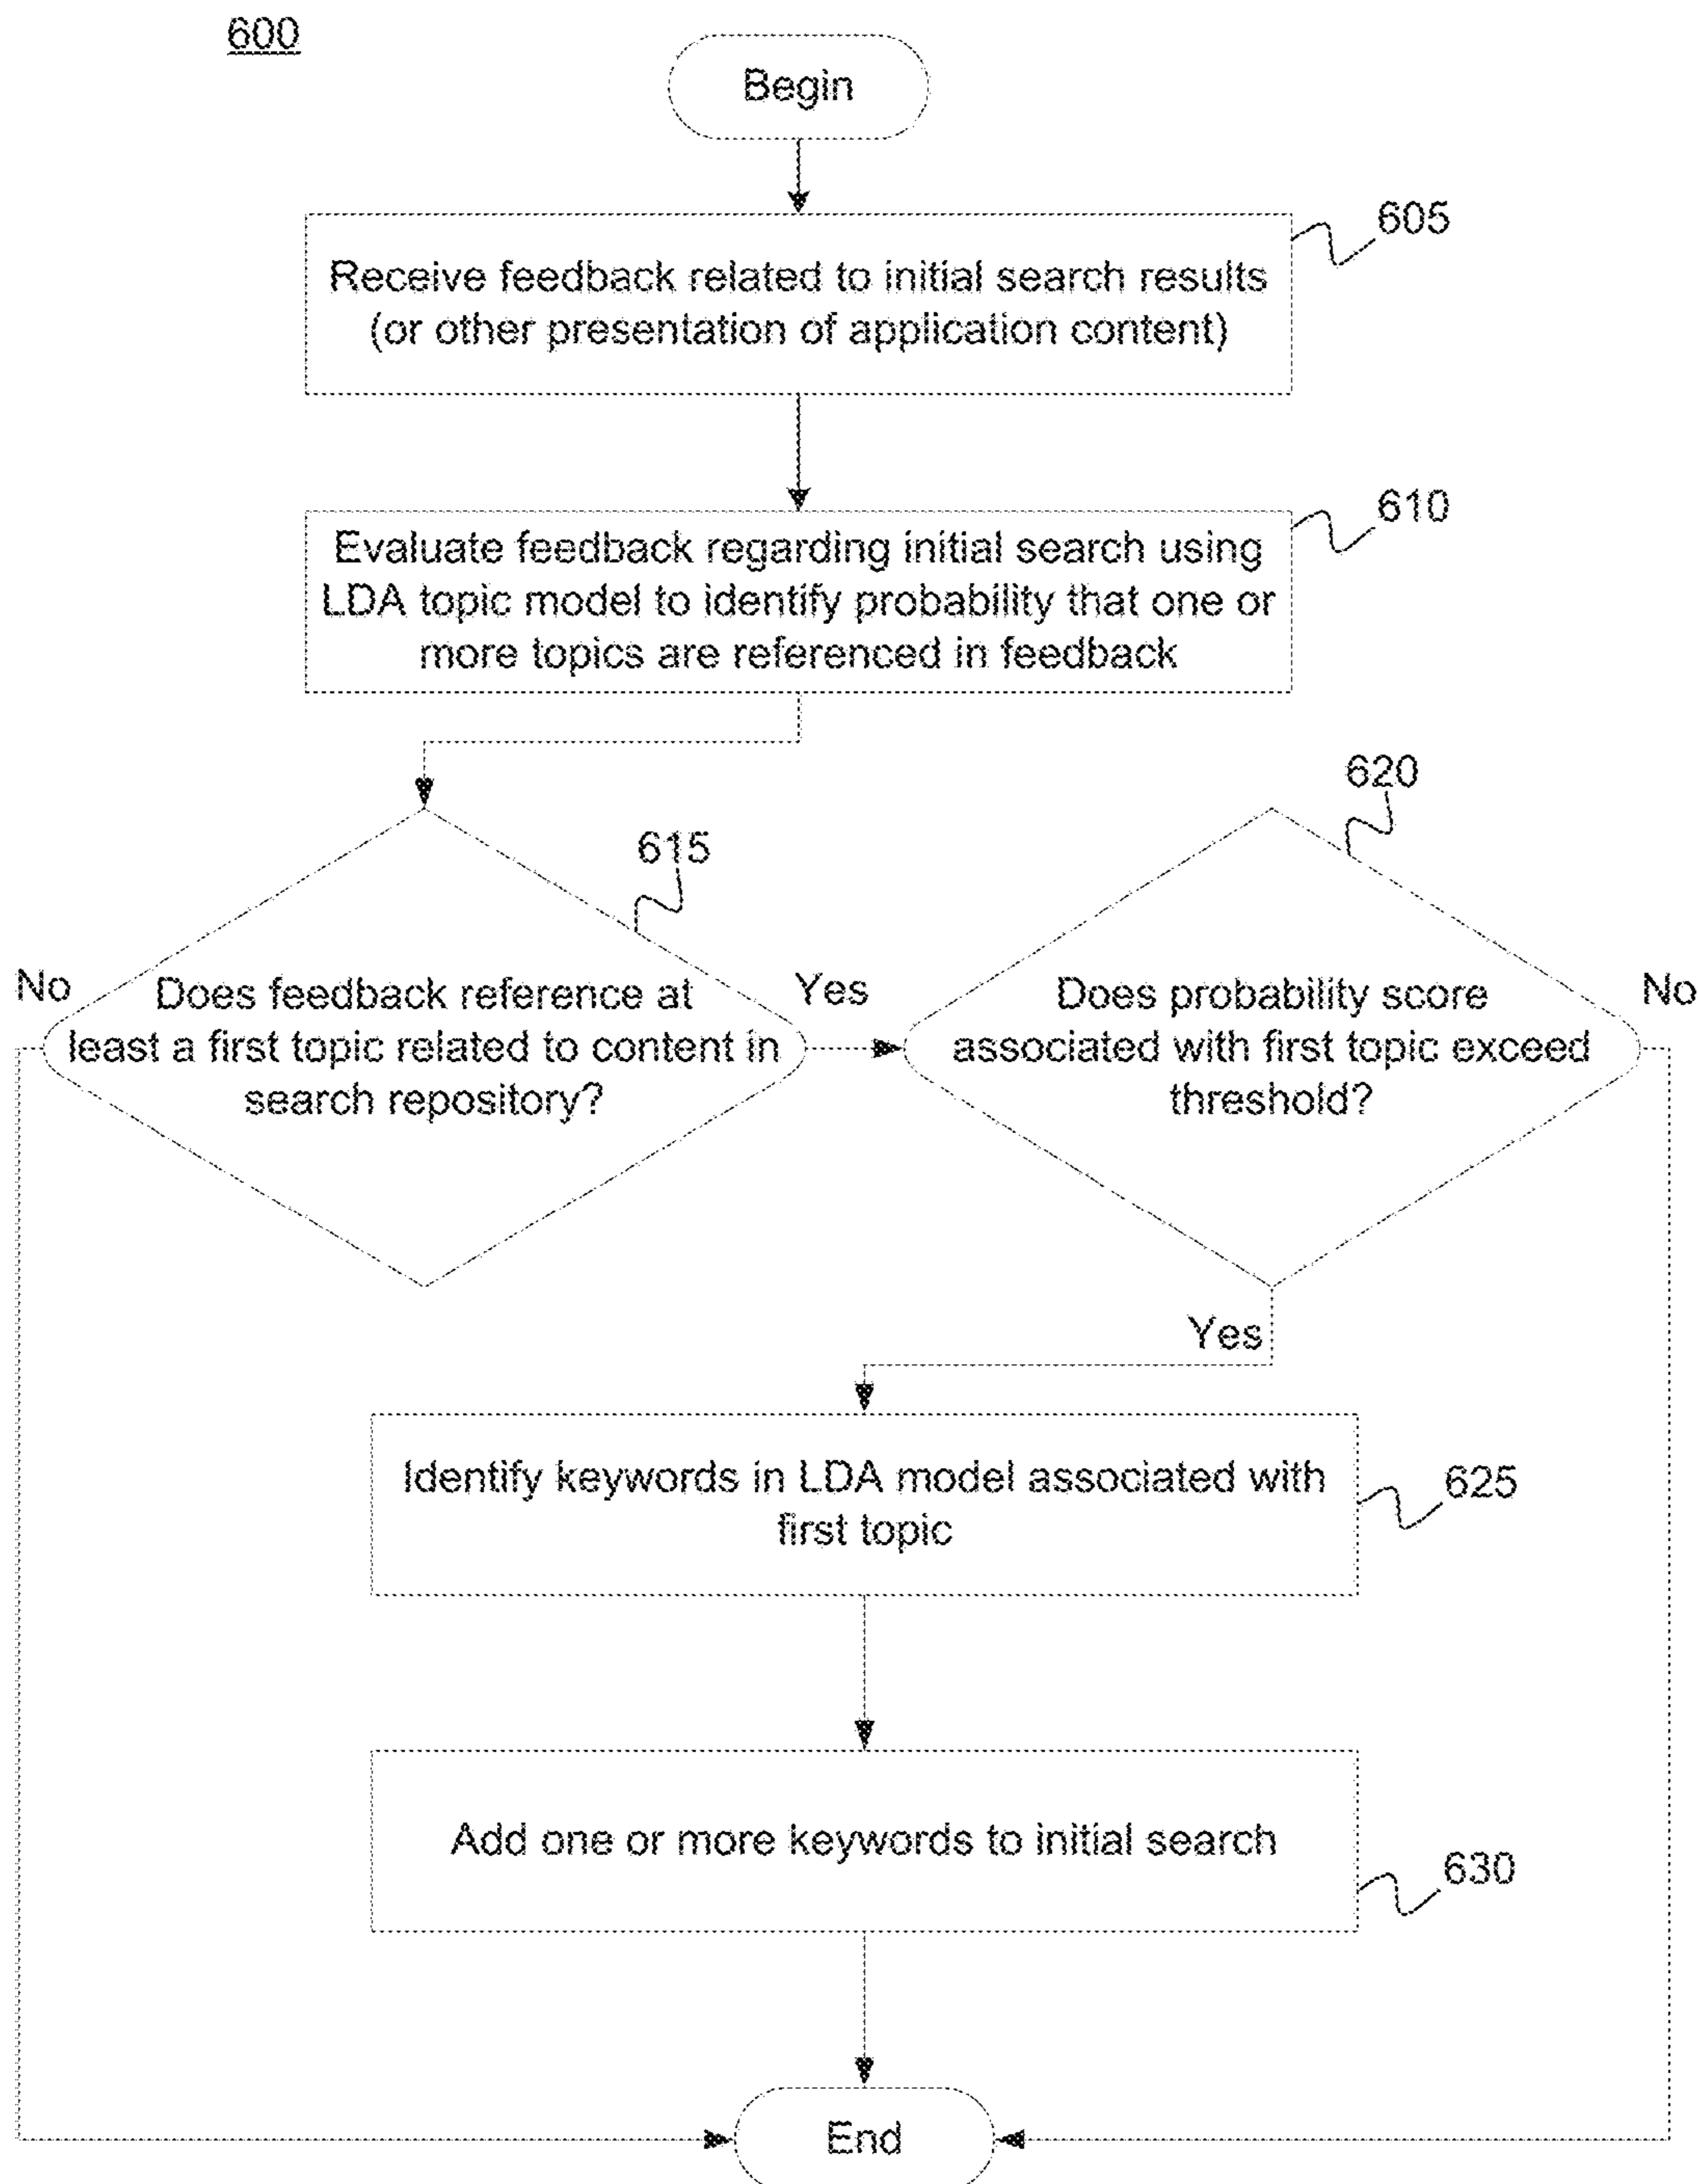 600
Begin
605
Receive feedback related to initial search results
(or other presentation of application content)
610
Evaluate feedback regarding initial search using
LDA topic model to identify probability that one or
more topics are referenced in feedback
620
615
No
Does feedback reference at
least a first topic related to content in
search repository?
Yes
Does probability score
associated with first topic exceed
threshold?
No
Yes
Identify keywords in LDA model associated with
first topic
625
Add one or more keywords to initial search
630
End